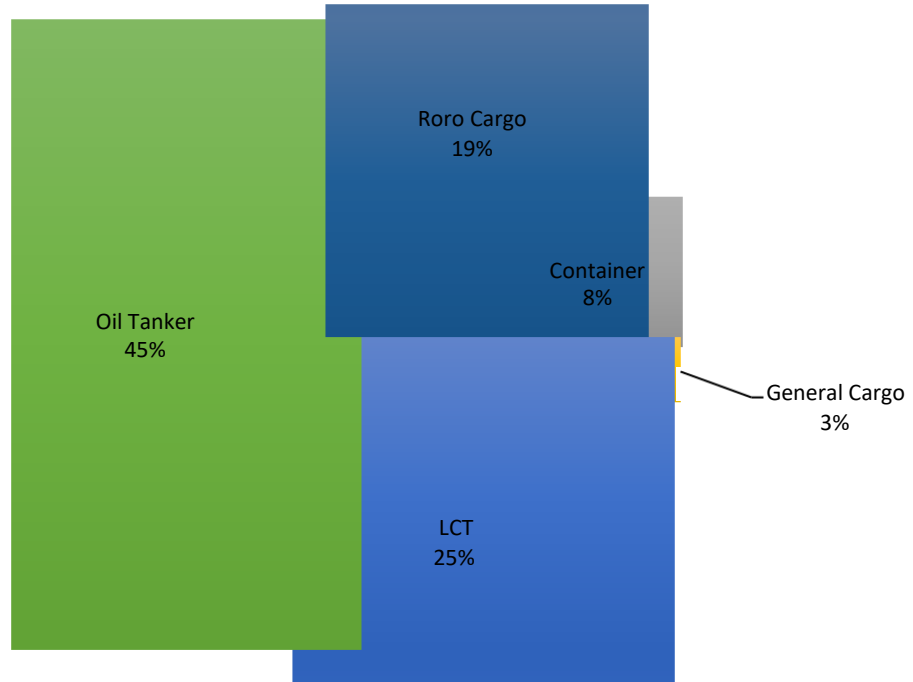 Roro Cargo
19%
Container
8%
Oil Tanker
45%
General Cargo
3%
LCT
25%